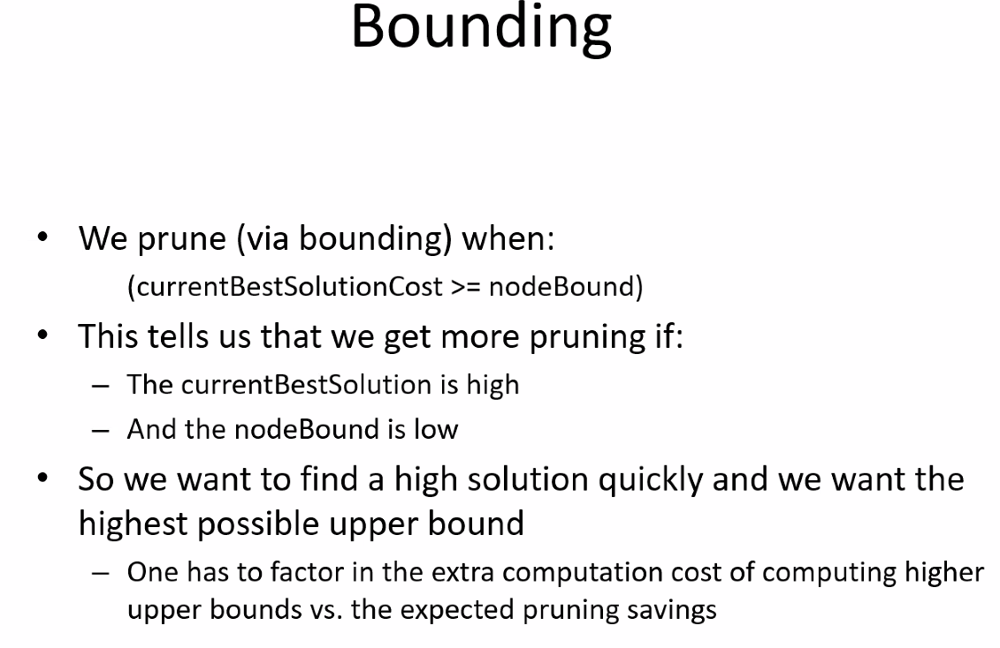 Bounding
• We prune (via bounding) when:
(currentBestSolutionCost >= nodeBound)
• This tells us that we get more pruning if:
– The currentBestSolution is high
– And the nodeBound is low
• So we want to find a high solution quickly and we want the
highest possible upper bound
– One has to factor in the extra computation cost of computing higher
upper bounds vs. the expected pruning savings